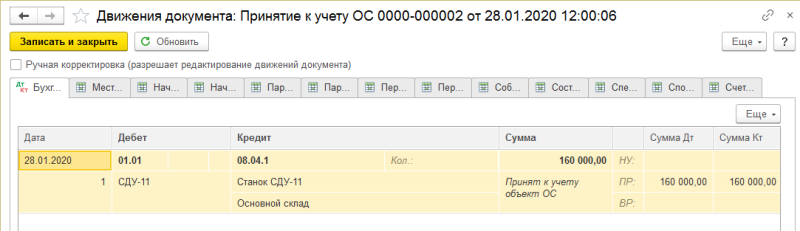 Движения документа: Принятие к учету ОС 0000-000002 от 28.01.2020 12:00:06
Записать и закрыть Обновить Еще ?
Ручная корректировка (разрешает редактирование движений документа)
Дт Кт Бухг... Мест... Нач... Нач... Пар... Пар... Пер... Пер... Соб... Сост... Спе... Спо... Счет...
Еще
Дата Дебет Кредит Сумма Сумма Дт Сумма Кт
28.01.2020 01.01 08.04.1 Кол.: 160 000,00 НУ:
1 СДУ-11 Станок СДУ-11 Принят к учету ПР: 160 000,00 160 000,00
объект ОС
Основной склад ВР: